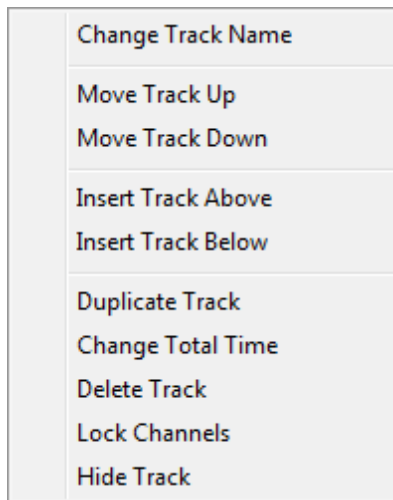 Change Track Name
Move Track Up
Move Track Down
Insert Track Above
Insert Track Below
Duplicate Track
Change Total Time
Delete Track
Lock Channels
Hide Track